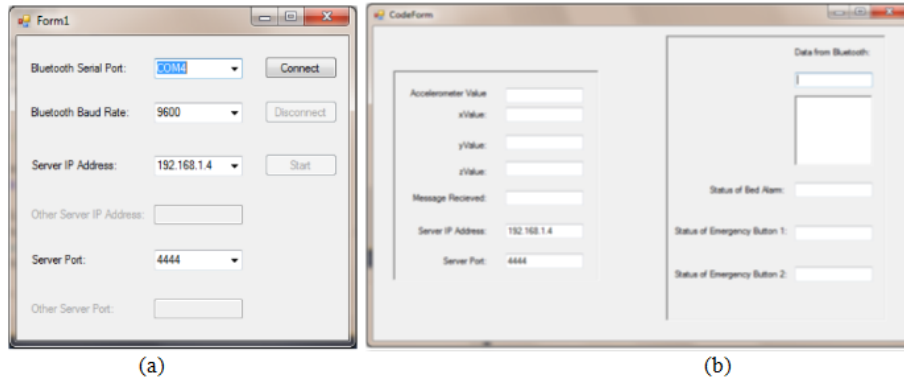 Form1
Bluetooth Serial Port: COM4 Connect
Bluetooth Baud Rate: 9600 Disconnect
Server IP Address: 192.168.1.4 Start
Other Server IP Address:
Server Port: 4444
Other Server Port:
(a)
CodeForm
Accelerometer Value
xValue:
yValue:
zValue:
Message Recieved:
Server IP Address: 192.168.1.4
Server Port: 4444
Data from Bluetooth:
Status of Bed Alarm:
Status of Emergency Button 1:
Status of Emergency Button 2:
(b)